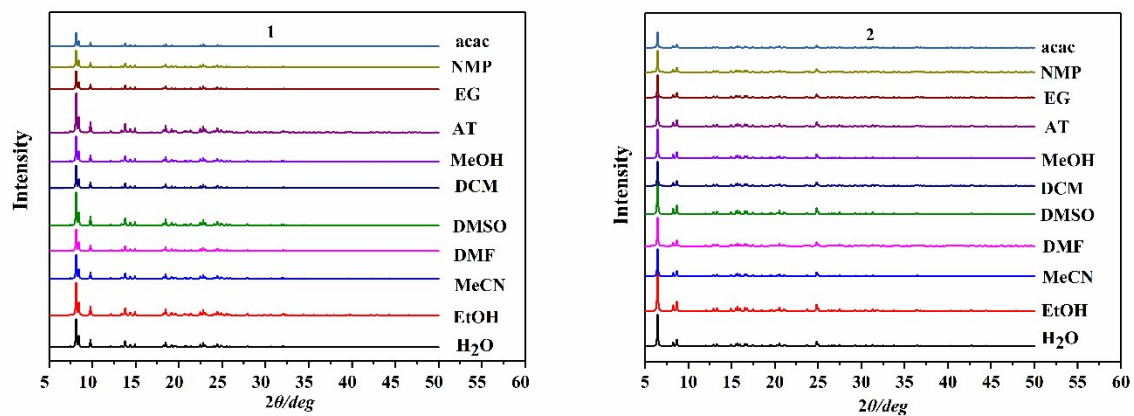 1
acac
NMP
EG
AT
MeOH
DCM
DMSO
DMF
MeCN
EtOH
H2O
Intensity
5 10 15 20 25 30 35 40 45 50 55 60
2θ/deg
2
acac
NMP
EG
AT
MeOH
DCM
DMSO
DMF
MeCN
EtOH
H2O
Intensity
5 10 15 20 25 30 35 40 45 50 55 60
2θ/deg